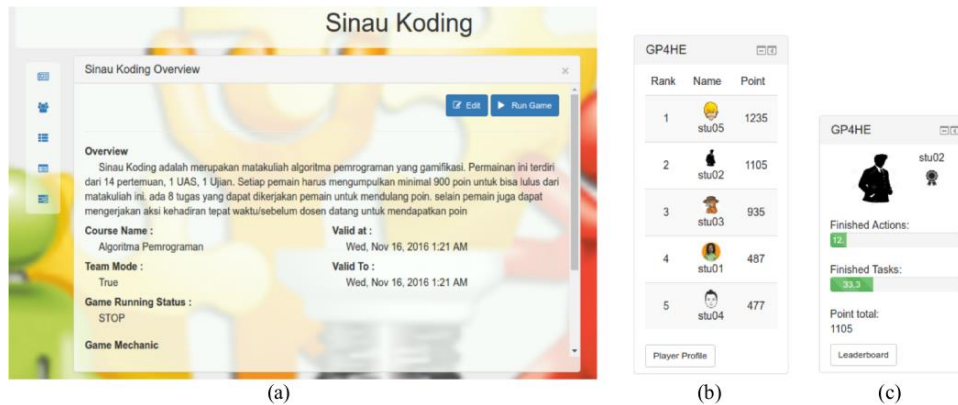 Sinau Koding
Sinau Koding Overview
Edit
Run Game
Overview
Sinau Koding adalah merupakan matakuliah algoritma pemrograman yang gamifikasi. Permainan ini terdiri
dari 14 pertemuan, 1 UAS, 1 Ujian. Setiap pemain harus mengumpulkan minimal 900 poin untuk bisa lulus dari
matakuliah ini. ada 8 tugas yang dapat dikerjakan pemain untuk mendulang poin. selain pemain juga dapat
mengerjakan aksi kehadiran tepat waktu/sebelum dosen datang untuk mendapatkan poin
Course Name : Valid at :
Algoritma Pemrograman Wed, Nov 16, 2016 1:21 AM
Team Mode : Valid To :
True Wed, Nov 16, 2016 1:21 AM
Game Running Status :
STOP
Game Mechanic
(a)
GP4HE
Rank Name Point
1 stu05 1235
2 stu02 1105
3 stu03 935
4 stu01 487
5 stu04 477
Player Profile
(b)
GP4HE
stu02
Finished Actions:
12.
Finished Tasks:
33.3
Point total:
1105
Leaderboard
(c)